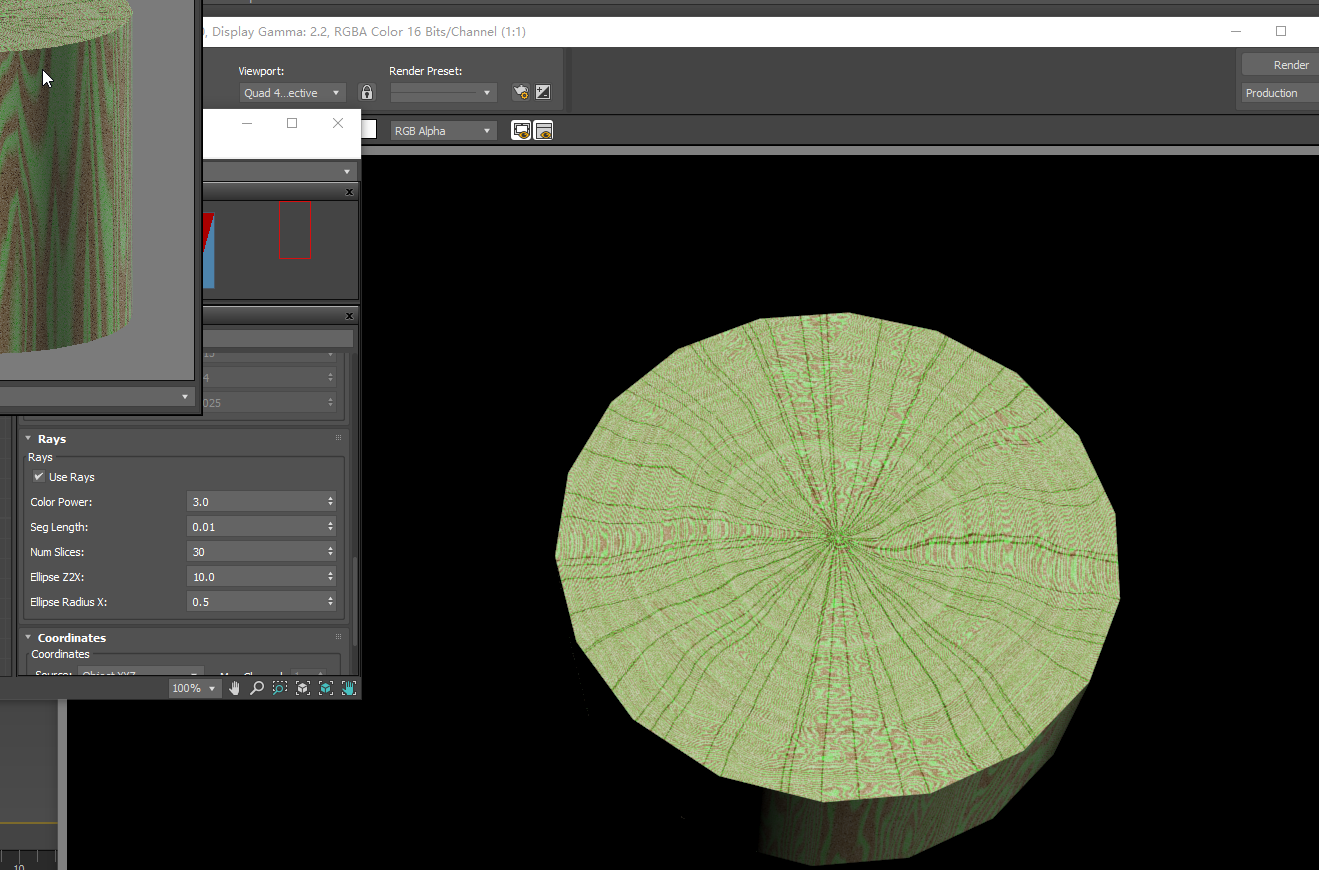 , Display Gamma: 2.2, RGBA Color 16 Bits/Channel (1:1)
Viewport:
Render Preset:
Render
Quad 4...ective
Production
RGB Alpha
4
025
Rays
Rays
Use Rays
Color Power:
3.0
Seg Length:
0.01
Num Slices:
30
Ellipse Z2X:
10.0
Ellipse Radius X:
0.5
Coordinates
Coordinates
100%
10